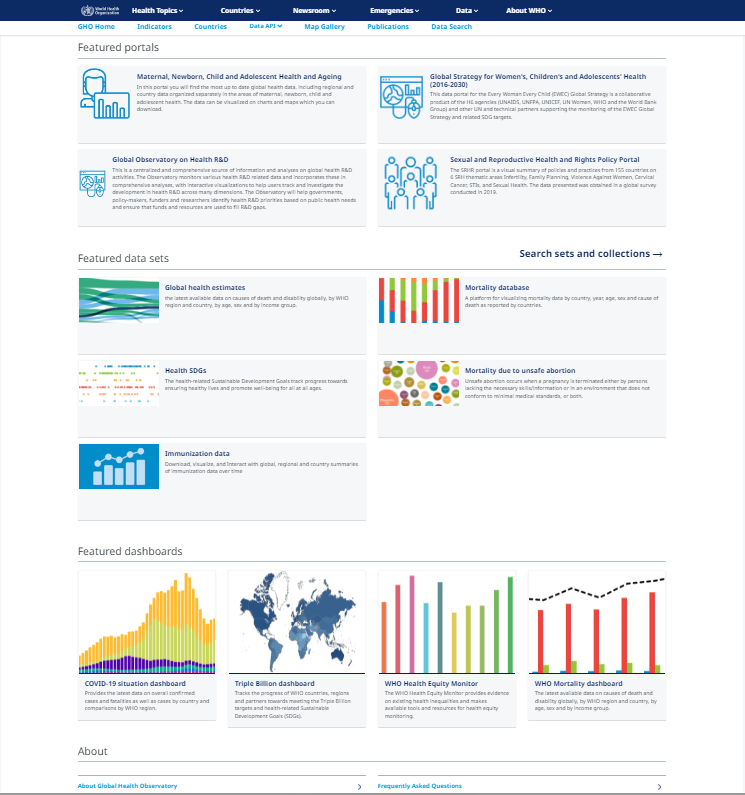 World Health Organization
Health Topics
Countries
Newsroom
Emergencies
Data
About WHO
GHO Home
Indicators
Countries
Data API
Map Gallery
Publications
Data Search
Featured portals
Maternal, Newborn, Child and Adolescent Health and Ageing
In this portal you will find the most up to date global health data, including regional and
country data organized separately in the areas of maternal, newborn, child and
adolescent health. The data can be visualized on charts and maps which you can
download.
Global Strategy for Women's, Children's and Adolescents' Health
(2016-2030)
This data portal for the Every Women Every Child (EWEC) Global Strategy is a collaborative
product of the H6 agencies (UNAIDS, UNFPA, UNICEF, UN Women, WHO and the World Bank
Group) and other UN and technical partners supporting the monitoring of the EWEC Global
Strategy and related SDG targets.
Global Observatory on Health R&D
This is a centralized and comprehensive source of information and analyses on global health R&D
activities. The Observatory monitors various health R&D related data and incorporates these in
comprehensive analyses, with interactive visualizations to help users track and investigate the
development in health R&D across many dimensions. The Observatory will help governments,
policy-makers, funders and researchers identify health R&D priorities based on public health needs
and ensure that funds and resources are used to fill R&D gaps.
Sexual and Reproductive Health and Rights Policy Portal
The SRHR portal is a visual summary of policies and practices from 155 countries on
6 SRH thematic areas Infertility, Family Planning, Violence Against Women, Cervical
Cancer, STIs, and Sexual Health. The data presented was obtained in a global survey
conducted in 2019.
Featured data sets
Search sets and collections →
Global health estimates
the latest available data on causes of death and disability globally, by WHO
region and country, by age, sex and by income group.
Mortality database
A platform for visualizing mortality data by country, year, age, sex and cause of
death as reported by countries.
Health SDGs
The health-related Sustainable Development Goals track progress towards
ensuring healthy lives and promote well-being for all at all ages.
Mortality due to unsafe abortion
Unsafe abortion occurs when a pregnancy is terminated either by persons
lacking the necessary skills/information or in an environment that does not
conform to minimal medical standards, or both.
Immunization data
Download, visualize, and Interact with global, regional and country summaries
of immunization data over time
Featured dashboards
COVID-19 situation dashboard
Provides the latest data on overall confirmed
cases and fatalities as well as cases by country and
comparisons by WHO region.
Triple Billion dashboard
Tracks the progress of WHO countries, regions
and partners towards meeting the Triple Billion
targets and health-related Sustainable
Development Goals (SDGs).
WHO Health Equity Monitor
The WHO Health Equity Monitor provides evidence
on existing health inequalities and makes
available tools and resources for health equity
monitoring.
WHO Mortality dashboard
The latest available data on causes of death and
disability globally, by WHO region and country, by
age, sex and by income group.
About
About Global Health Observatory
Frequently Asked Questions